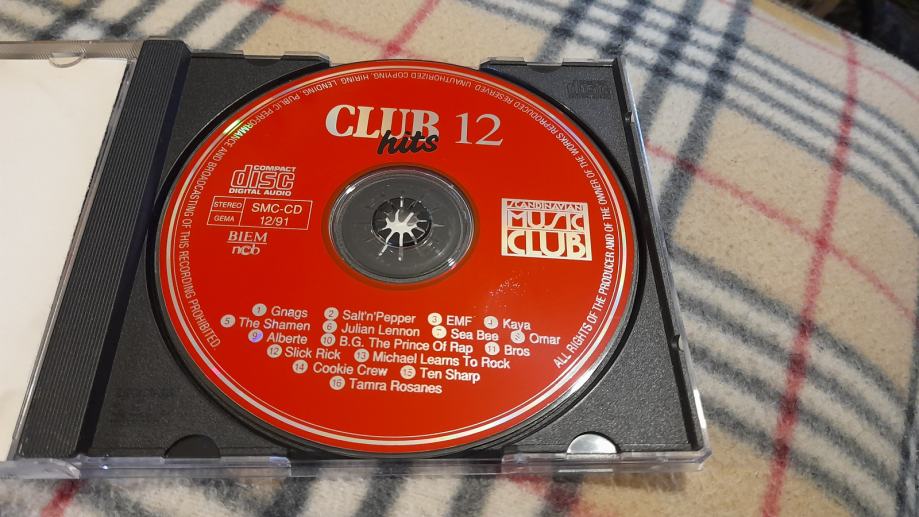 CLUB 12
hits
COMPACT
disc
DIGITAL AUDIO
STEREO
GEMA
SMC-CD
12/91
BIEM
ncb
SCANDINAVIAN
MUSIC
CLUB
1 Gnags 2 Salt'n'Pepper 3 EMF 4 Kaya
5 The Shamen 6 Julian Lennon 7 Sea Bee 8 Omar
9 Alberte 10 B.G. The Prince Of Rap 11 Bros
12 Slick Rick 13 Michael Learns To Rock
14 Cookie Crew 15 Ten Sharp
16 Tamra Rosanes
ALL RIGHTS OF THE PRODUCER AND OF THE OWNER OF THE WORKS REPRODUCED RESERVED. UNAUTHORIZED COPYING, HIRING, LENDING, PUBLIC PERFORMANCE AND BROADCASTING OF THIS RECORDING PROHIBITED.
disc